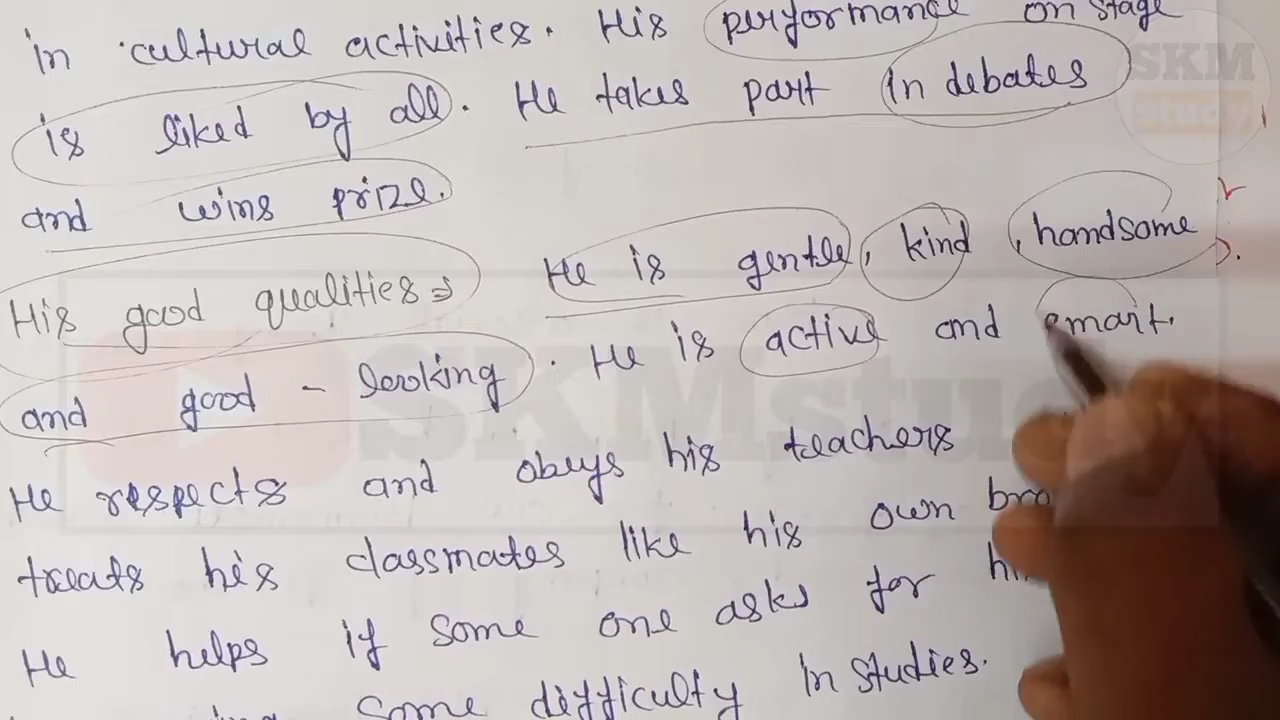 in cultural activities. His performance on stage
is liked by all. He takes part in debates
and wins prize.
His good qualities⇒ He is gentle, kind, handsome
and good - looking. He is active and smart.
He respects and obeys his teachers
treats his classmates like his own
He helps if some one asks for
some difficulty in studies.
SKM
study
SKMstudy